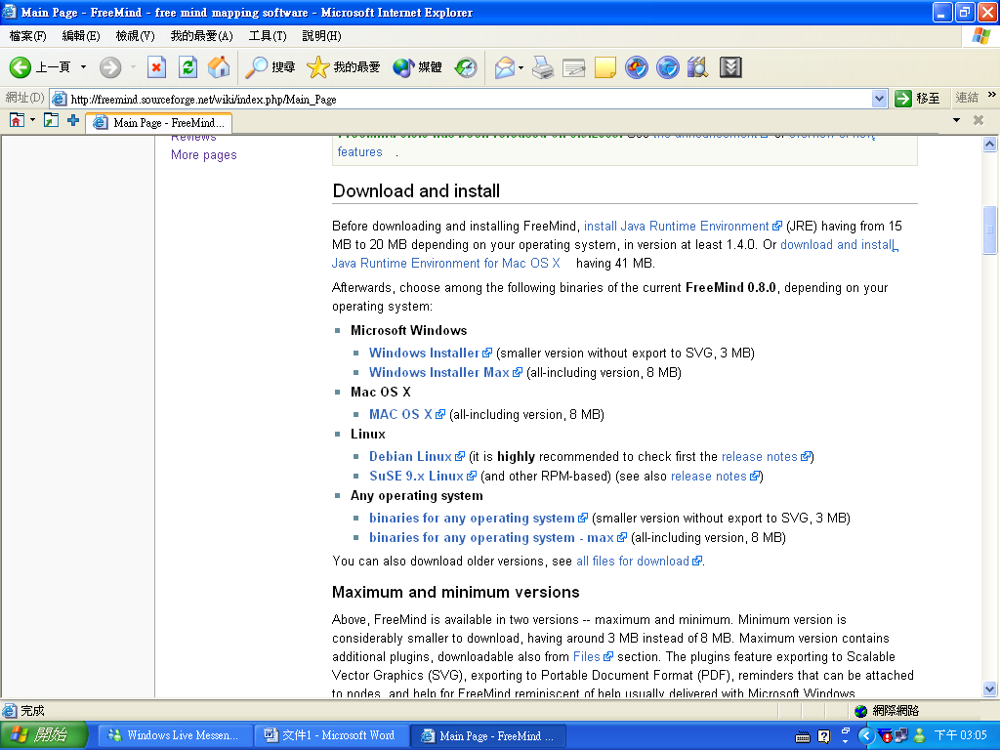 Main Page - FreeMind - free mind mapping software - Microsoft Internet Explorer
檔案(F) 編輯(E) 檢視(V) 我的最愛(A) 工具(T) 說明(H)
上一頁 搜尋 我的最愛 媒體
網址(D) http://freemind.sourceforge.net/wiki/index.php/Main_Page 移至 連結 »
Main Page - FreeMind...
Reviews
More pages
features .
Download and install
Before downloading and installing FreeMind, install Java Runtime Environment (JRE) having from 15
MB to 20 MB depending on your operating system, in version at least 1.4.0. Or download and install
Java Runtime Environment for Mac OS X having 41 MB.
Afterwards, choose among the following binaries of the current FreeMind 0.8.0, depending on your
operating system:
Microsoft Windows
Windows Installer (smaller version without export to SVG, 3 MB)
Windows Installer Max (all-including version, 8 MB)
Mac OS X
MAC OS X (all-including version, 8 MB)
Linux
Debian Linux (it is highly recommended to check first the release notes)
SuSE 9.x Linux (and other RPM-based) (see also release notes)
Any operating system
binaries for any operating system (smaller version without export to SVG, 3 MB)
binaries for any operating system - max (all-including version, 8 MB)
You can also download older versions, see all files for download.
Maximum and minimum versions
Above, FreeMind is available in two versions -- maximum and minimum. Minimum version is
considerably smaller to download, having around 3 MB instead of 8 MB. Maximum version contains
additional plugins, downloadable also from Files section. The plugins feature exporting to Scalable
Vector Graphics (SVG), exporting to Portable Document Format (PDF), reminders that can be attached
to nodes, and help for FreeMind reminiscent of help usually delivered with Microsoft Windows
完成 網際網路
開始 Windows Live Messen... 文件1 - Microsoft Word Main Page - FreeMind ... 下午 03:05